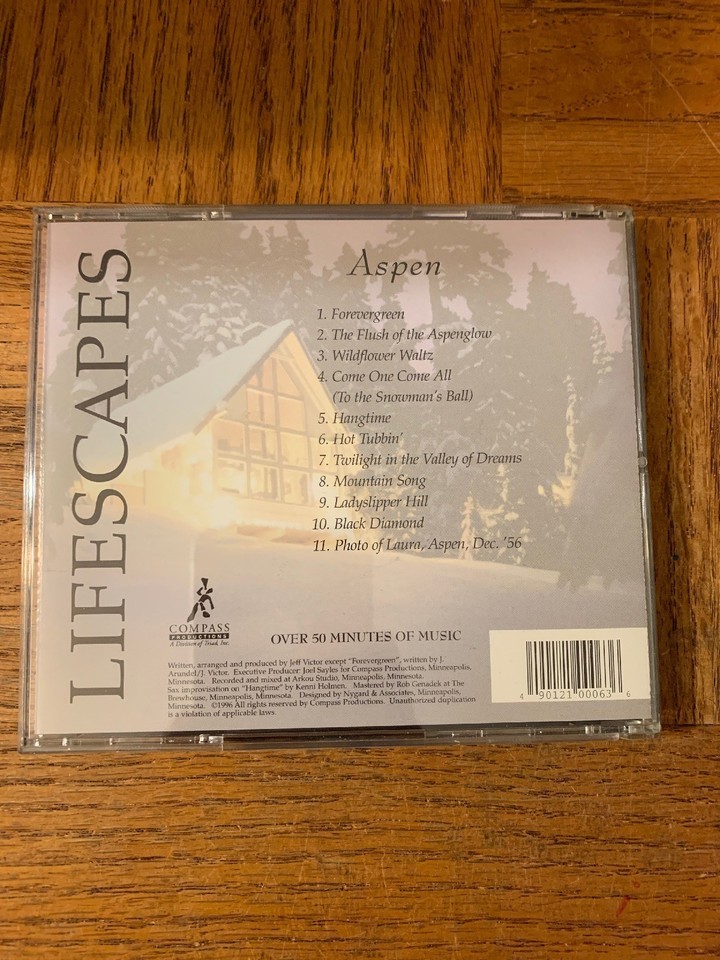 LIFESCAPES
Aspen
1. Forevergreen
2. The Flush of the Aspenglow
3. Wildflower Waltz
4. Come One Come All
(To the Snowman's Ball)
5. Hangtime
6. Hot Tubbin'
7. Twilight in the Valley of Dreams
8. Mountain Song
9. Ladyslipper Hill
10. Black Diamond
11. Photo of Laura, Aspen, Dec. '56
COMPASS
PRODUCTIONS
A Division of Triad, Inc.
OVER 50 MINUTES OF MUSIC
Written, arranged and produced by Jeff Victor except "Forevergreen", written by J.
Arundel/J. Victor. Executive Producer: Joel Sayles for Compass Productions, Minneapolis,
Minnesota. Recorded and mixed at Arkou Studio, Minneapolis, Minnesota.
Sax improvisation on "Hangtime" by Kenni Holmen. Mastered by Rob Genadek at The
Brewhouse, Minneapolis, Minnesota. Designed by Nygard & Associates, Minneapolis,
Minnesota. ©1996 All rights reserved by Compass Productions. Unauthorized duplication
is a violation of applicable laws.
4 90121 00063 6